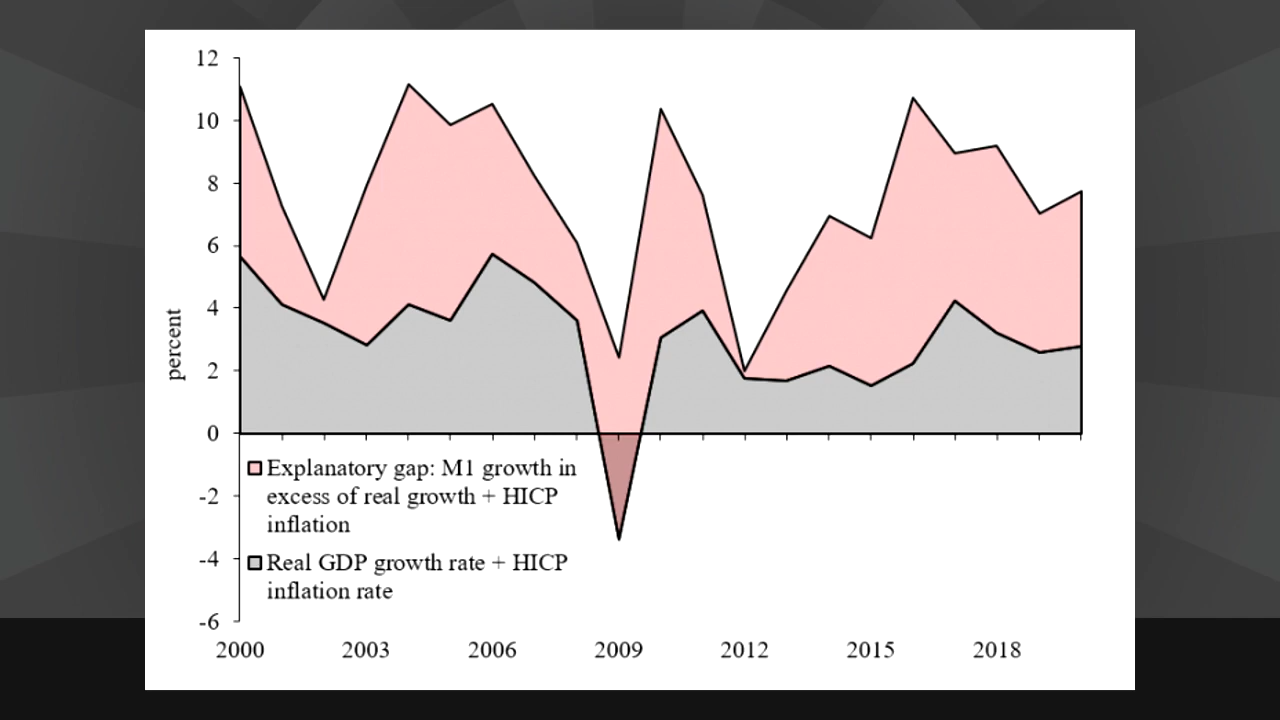 12
10
8
6
4
2
0
-2
-4
-6
percent
Explanatory gap: M1 growth in
excess of real growth + HICP
inflation
Real GDP growth rate + HICP
inflation rate
2000 2003 2006 2009 2012 2015 2018